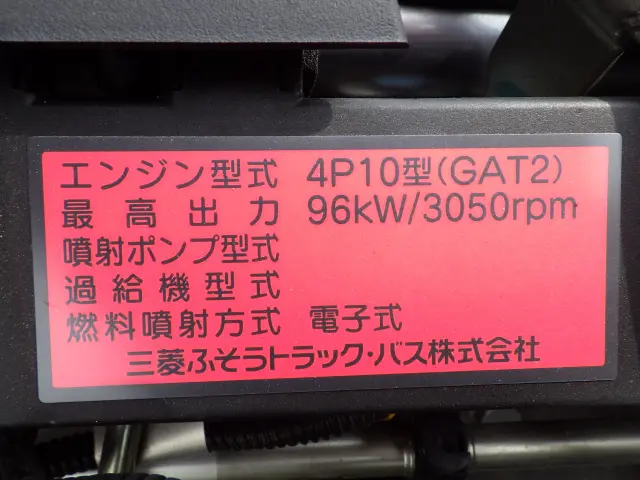 エンジン型式 4P10型(GAT2)
最高出力 96kW/3050rpm
噴射ポンプ型式
過給機型式
燃料噴射方式 電子式
三菱ふそうトラック・バス株式会社